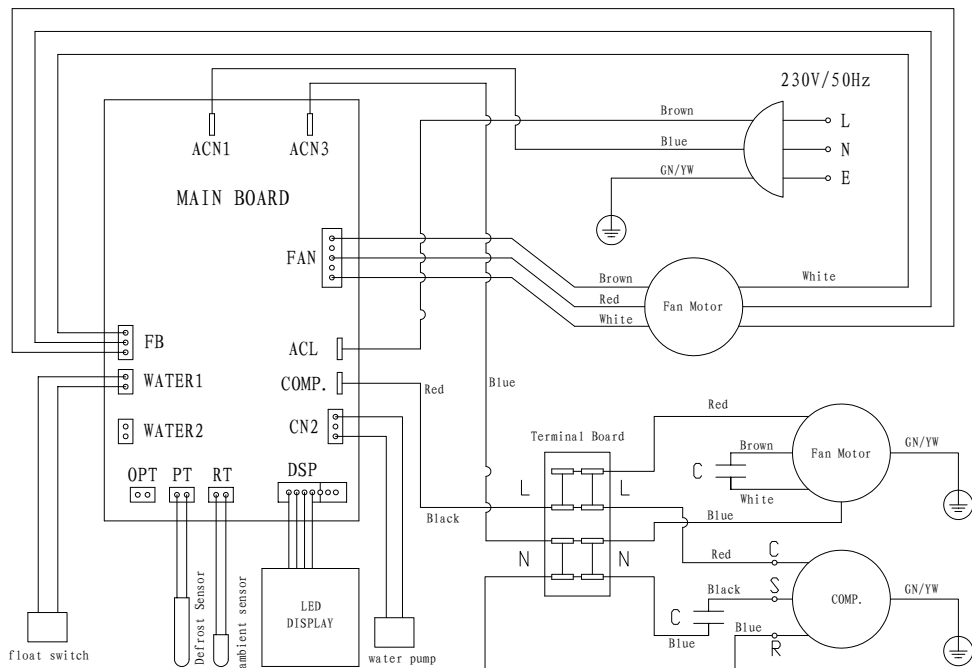 230V/50Hz
Brown
L
ACN1
ACN3
Blue
N
GN/YW
E
MAIN BOARD
FAN
Brown
White
Red
Fan Motor
White
FB
ACL
WATER1
COMP.
Red
Blue
Red
WATER2
CN2
Terminal Board
Brown
Fan Motor
GN/YW
C
OPT
PT
RT
DSP
L
L
White
Black
Blue
N
N
Red
C
Defrost Sensor
ambient sensor
LED
DISPLAY
Black
S
COMP.
GN/YW
C
Blue
Blue
R
float switch
water pump